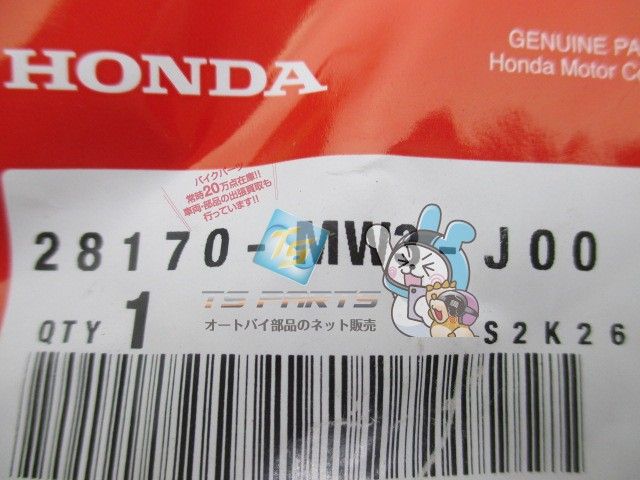 HONDA
GENUINE PA
Honda Motor C
バイクパーツ
常時20万点在庫!!
車両・部品の出張買取も
行っています!!
28170-MW3-J00
TS
TS PARTS
オートバイ部品のネット販売
QTY 1 S2K26